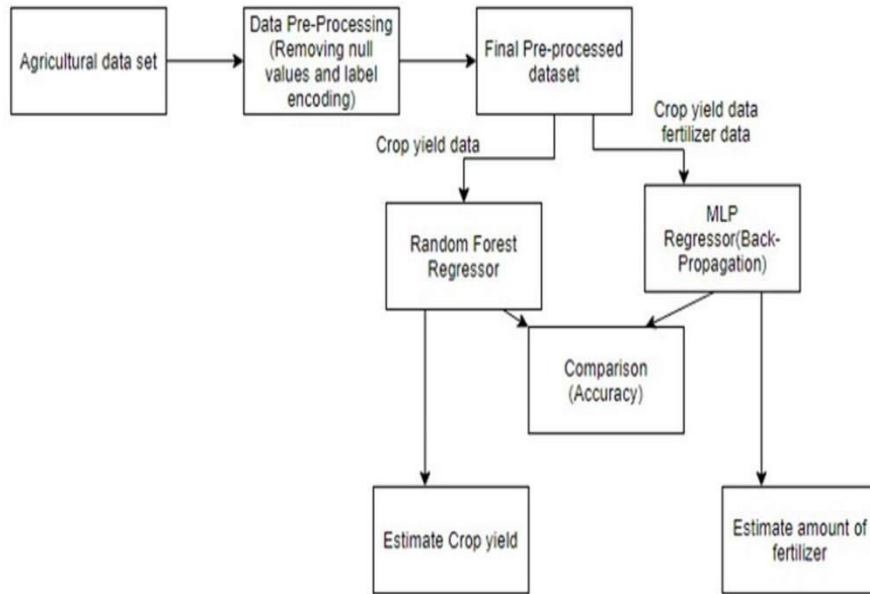 Agricultural data set
Data Pre-Processing
(Removing null
values and label
encoding)
Final Pre-processed
dataset
Crop yield data
Crop yield data
fertilizer data
Random Forest
Regressor
MLP
Regressor(Back-
Propagation)
Comparison
(Accuracy)
Estimate Crop yield
Estimate amount of
fertilizer